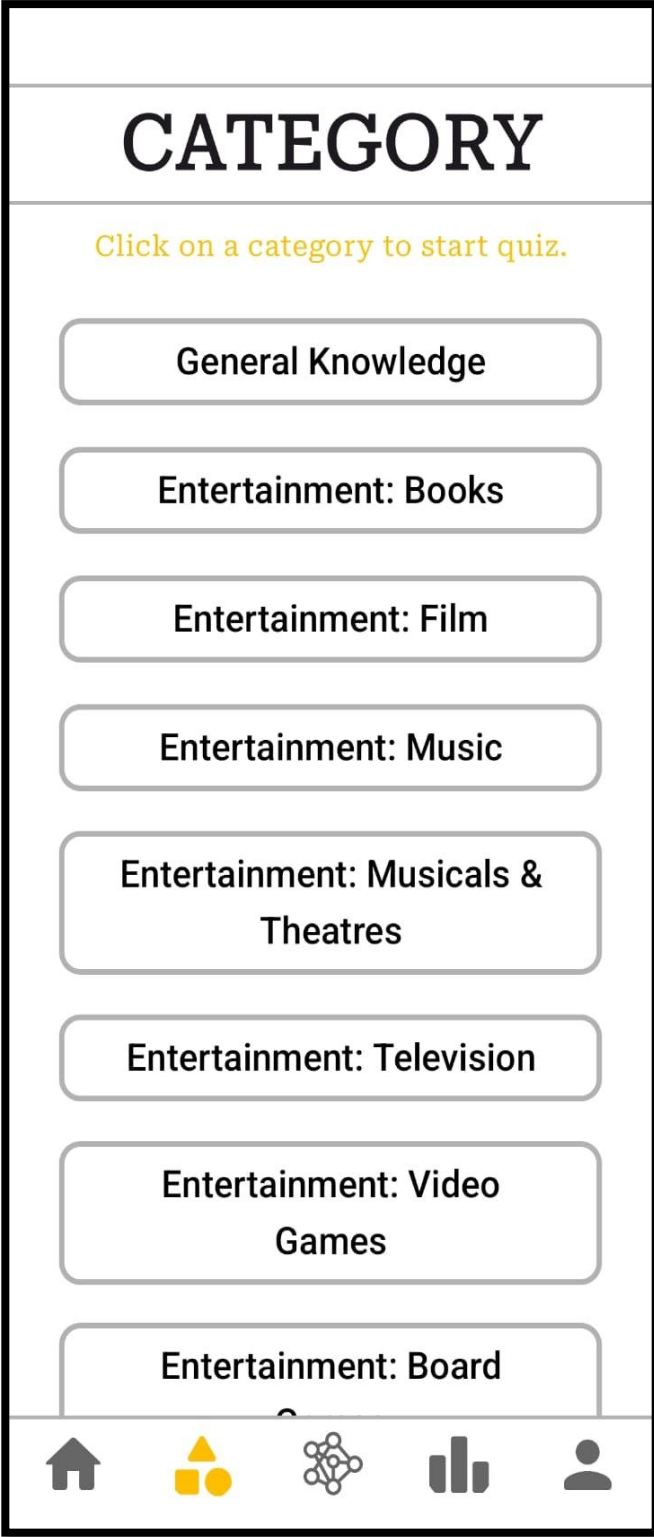 CATEGORY
Click on a category to start quiz.
General Knowledge
Entertainment: Books
Entertainment: Film
Entertainment: Music
Entertainment: Musicals &
Theatres
Entertainment: Television
Entertainment: Video
Games
Entertainment: Board